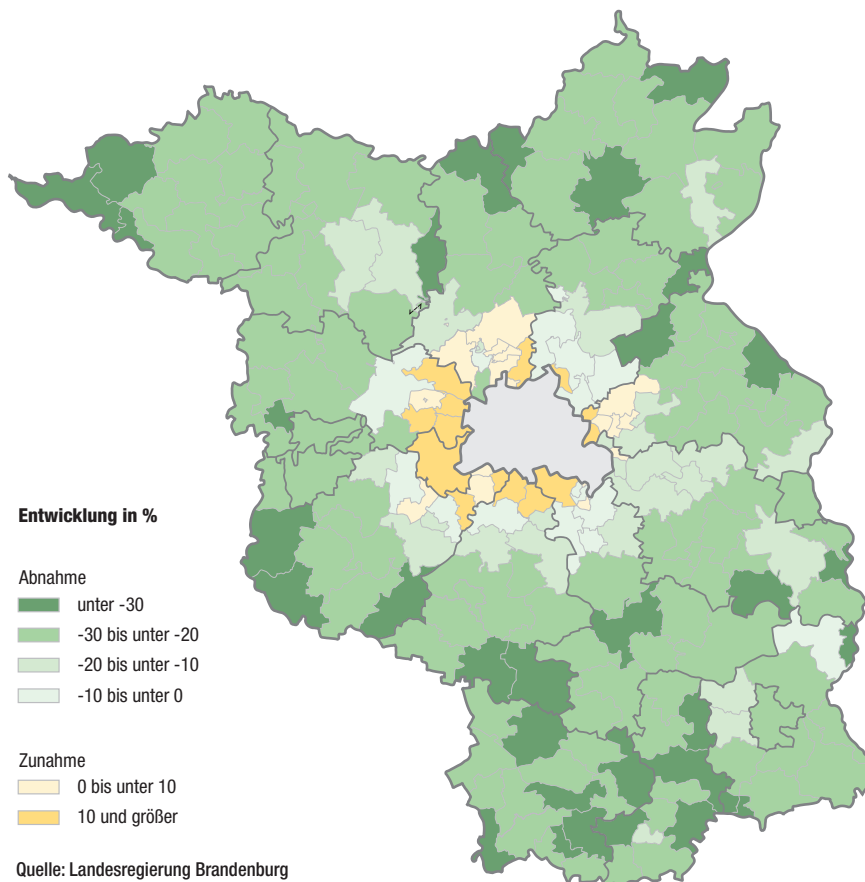 Entwicklung in %
Abnahme
unter -30
-30 bis unter -20
-20 bis unter -10
-10 bis unter 0
Zunahme
0 bis unter 10
10 und größer
Quelle: Landesregierung Brandenburg